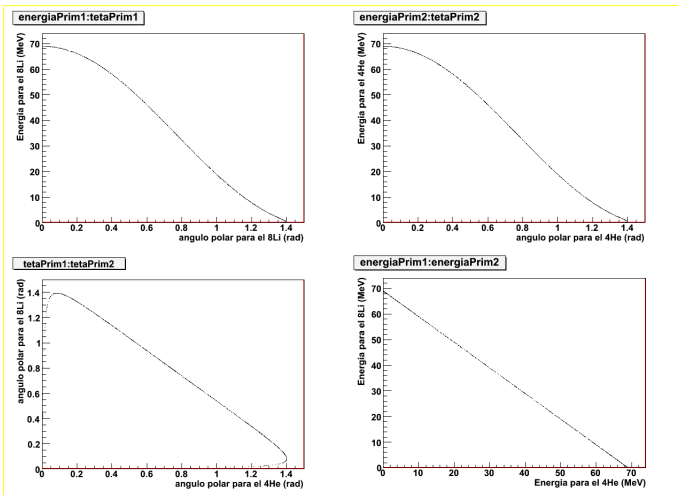 energiaPrim1:tetaPrim1
Energia para el 8Li (MeV)
70
60
50
40
30
20
10
0
0 0.2 0.4 0.6 0.8 1 1.2 1.4
angulo polar para el 8Li (rad)
energiaPrim2:tetaPrim2
Energia para el 4He (MeV)
70
60
50
40
30
20
10
0
0 0.2 0.4 0.6 0.8 1 1.2 1.4
angulo polar para el 4He (rad)
tetaPrim1:tetaPrim2
angulo polar para el 8Li (rad)
1.4
1.2
1
0.8
0.6
0.4
0.2
0
0 0.2 0.4 0.6 0.8 1 1.2 1.4
angulo polar para el 4He (rad)
energiaPrim1:energiaPrim2
Energia para el 8Li (MeV)
70
60
50
40
30
20
10
0
0 10 20 30 40 50 60 70
Energia para el 4He (MeV)